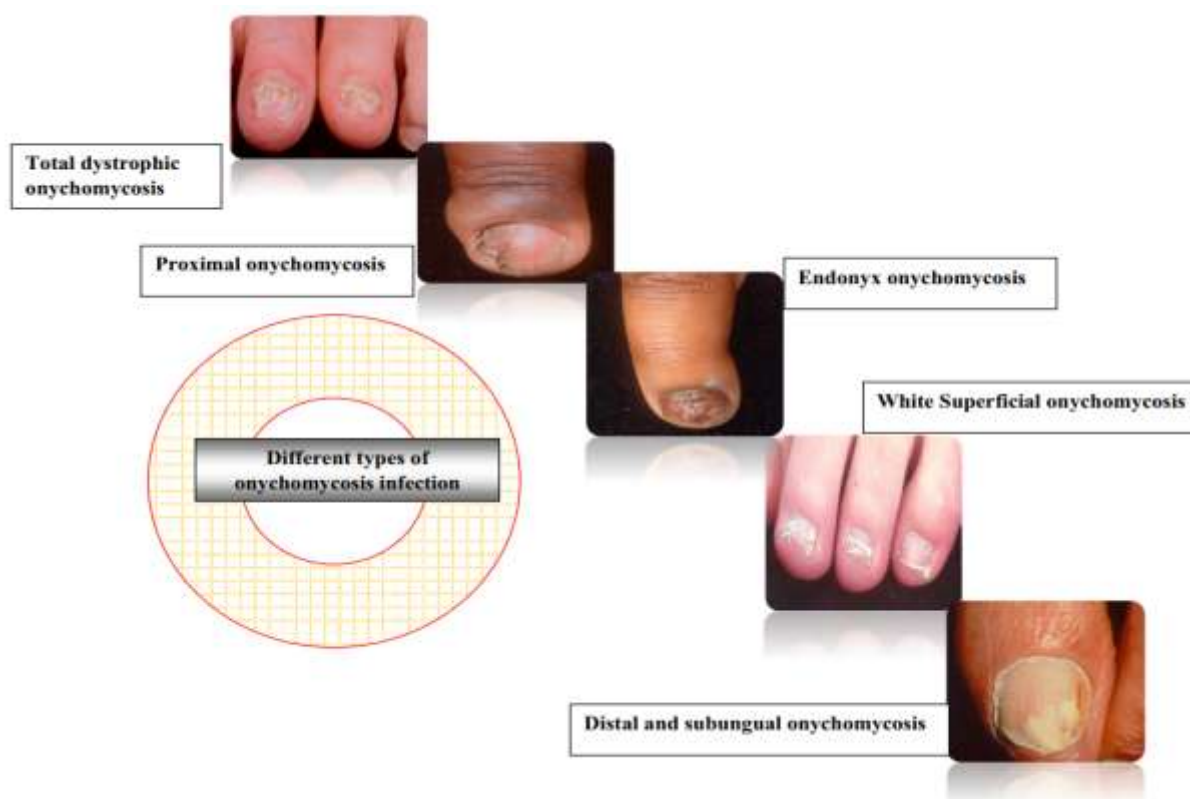 Total dystrophic
onychomycosis
Proximal onychomycosis
Endonyx onychomycosis
White Superficial onychomycosis
Different types of
onychomycosis infection
Distal and subungual onychomycosis